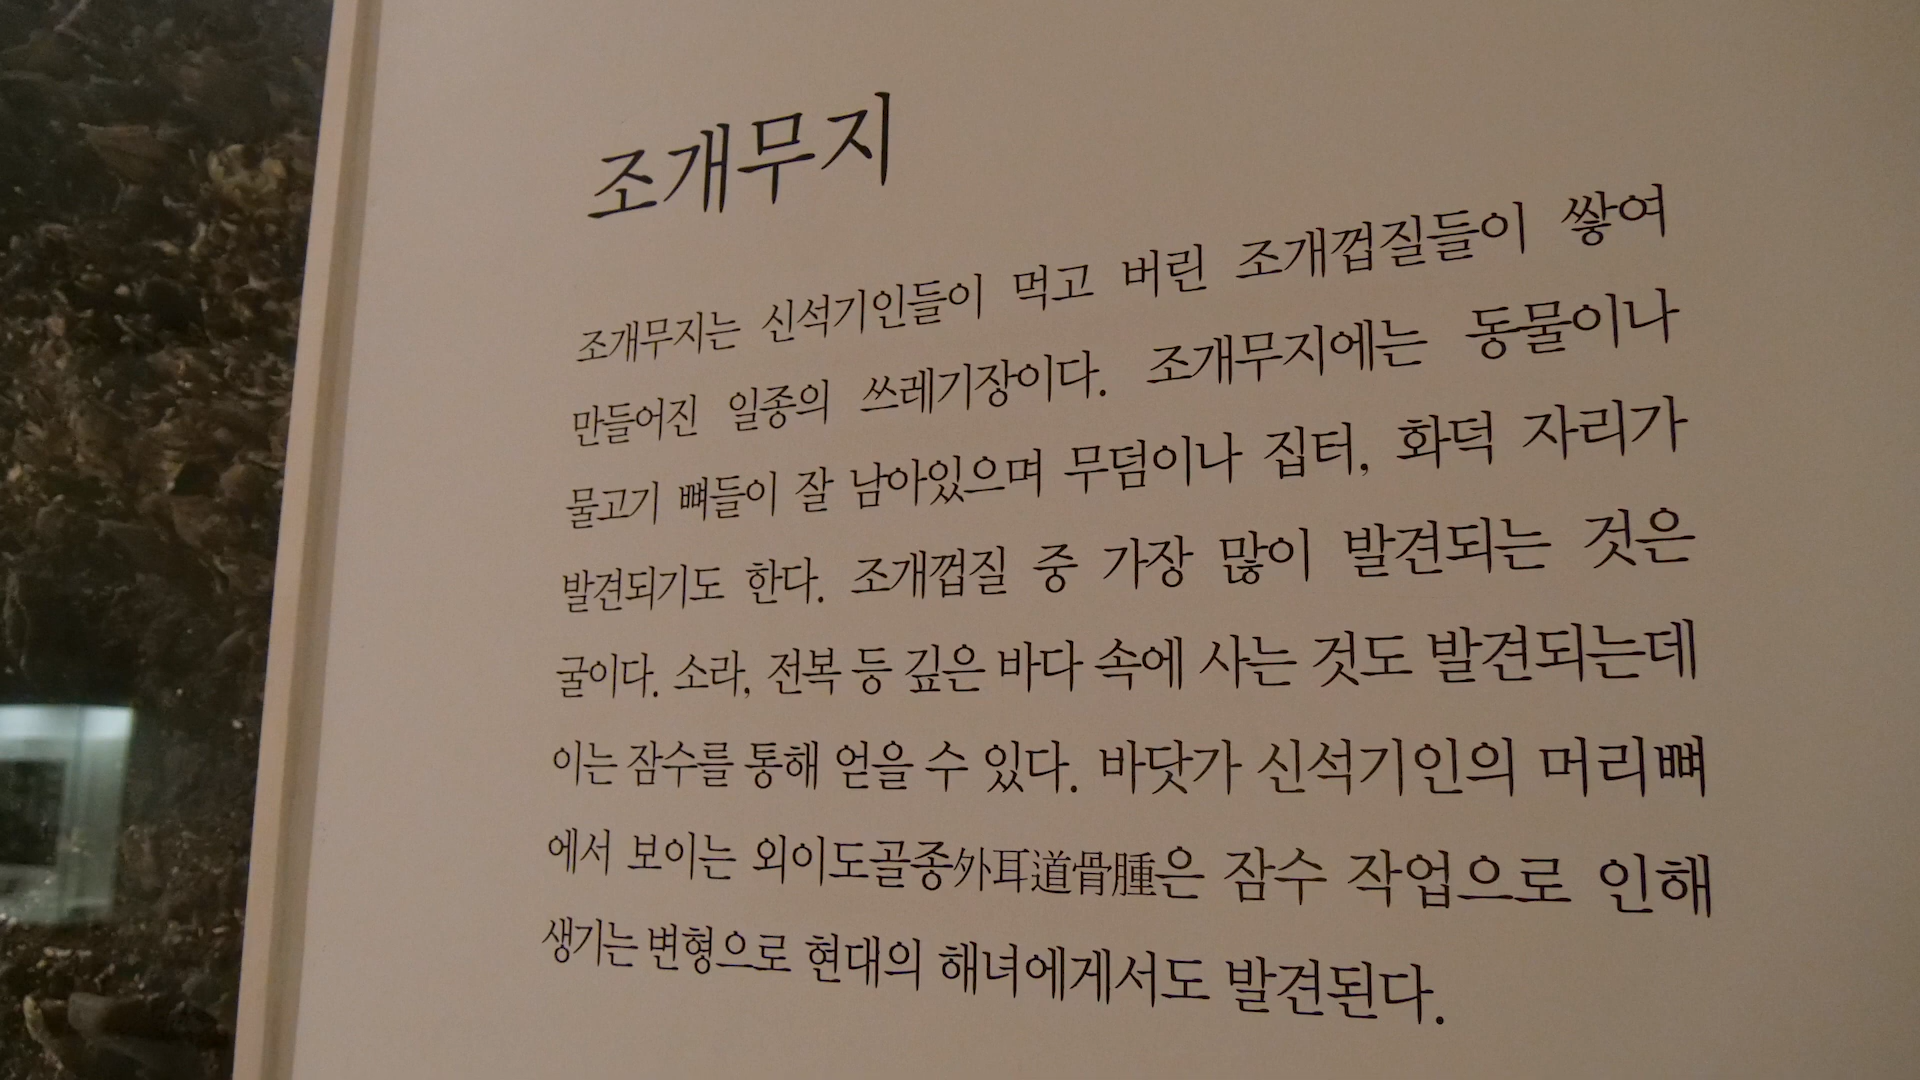 조개무지
조개무지는 신석기인들이 먹고 버린 조개껍질들이 쌓여
만들어진 일종의 쓰레기장이다. 조개무지에는 동물이나
물고기 뼈들이 잘 남아있으며 무덤이나 집터, 화덕 자리가
발견되기도 한다. 조개껍질 중 가장 많이 발견되는 것은
굴이다. 소라, 전복 등 깊은 바다 속에 사는 것도 발견되는데
이는 잠수를 통해 얻을 수 있다. 바닷가 신석기인의 머리뼈
에서 보이는 외이도골종外耳道骨腫은 잠수 작업으로 인해
생기는 변형으로 현대의 해녀에게서도 발견된다.